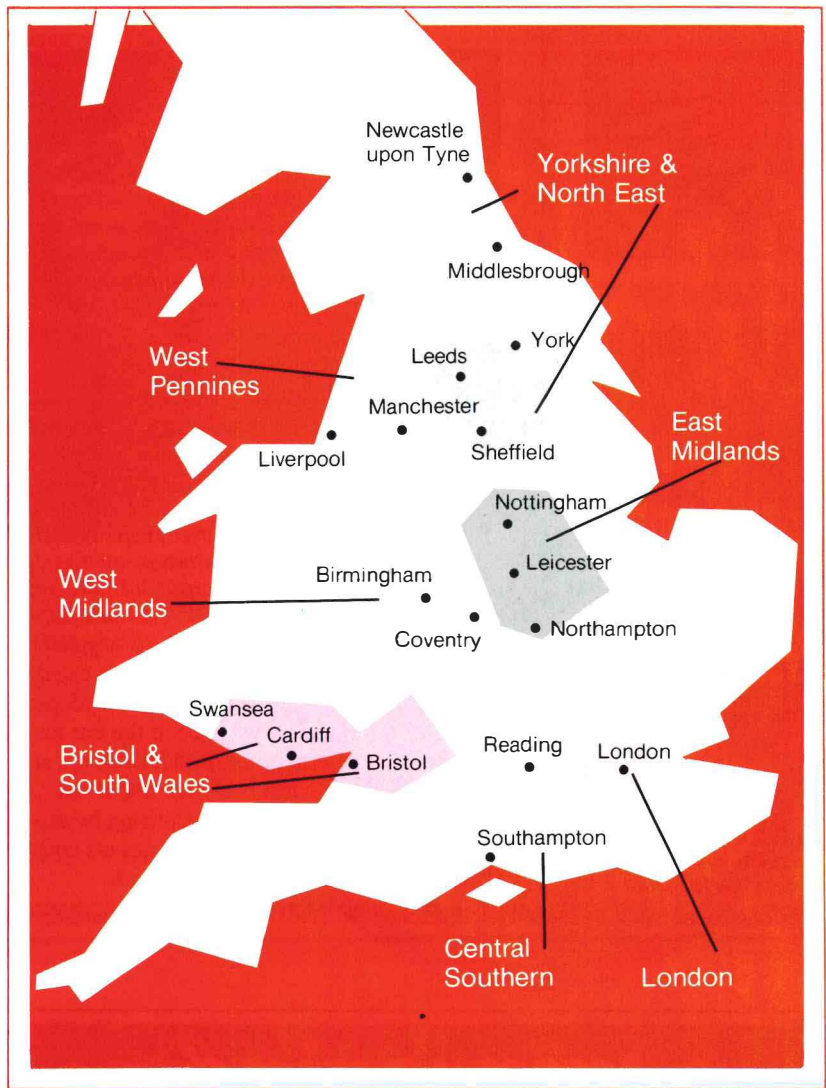 Newcastle
upon Tyne
Yorkshire &
North East
Middlesbrough
York
West
Pennines
Leeds
Manchester
East
Midlands
Liverpool
Sheffield
Nottingham
West
Midlands
Birmingham
Leicester
Coventry
Northampton
Swansea
Cardiff
Bristol &
South Wales
Bristol
Reading
London
Southampton
Central
Southern
London